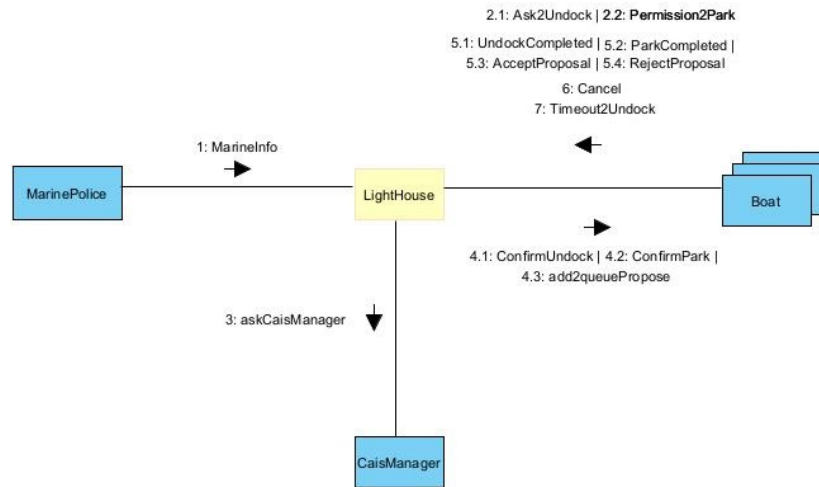 2.1: Ask2Undock | 2.2: Permission2Park
5.1: UndockCompleted | 5.2: ParkCompleted |
5.3: AcceptProposal | 5.4: RejectProposal
6: Cancel
7: Timeout2Undock
1: MarineInfo
MarinePolice
LightHouse
Boat
4.1: ConfirmUndock | 4.2: ConfirmPark |
4.3: add2queuePropose
3: askCaisManager
CaisManager